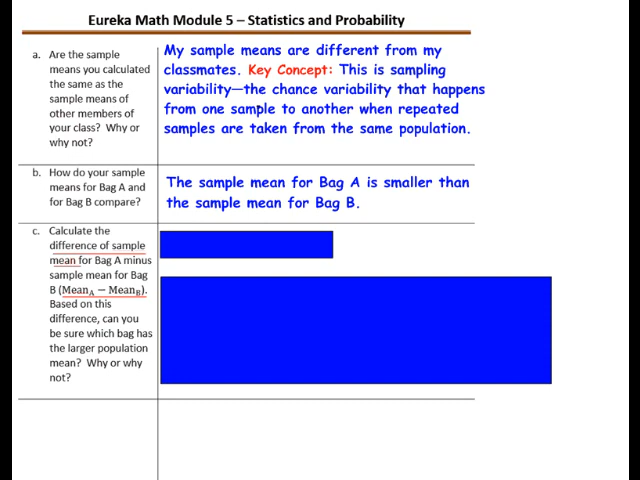 Eureka Math Module 5 – Statistics and Probability
a. Are the sample
means you calculated
the same as the
sample means of
other members of
your class? Why or
why not?
My sample means are different from my
classmates. Key Concept: This is sampling
variability—the chance variability that happens
from one sample to another when repeated
samples are taken from the same population.
b. How do your sample
means for Bag A and
for Bag B compare?
The sample mean for Bag A is smaller than
the sample mean for Bag B.
c. Calculate the
difference of sample
mean for Bag A minus
sample mean for Bag
B (Mean_A − Mean_B).
Based on this
difference, can you
be sure which bag has
the larger population
mean? Why or why
not?